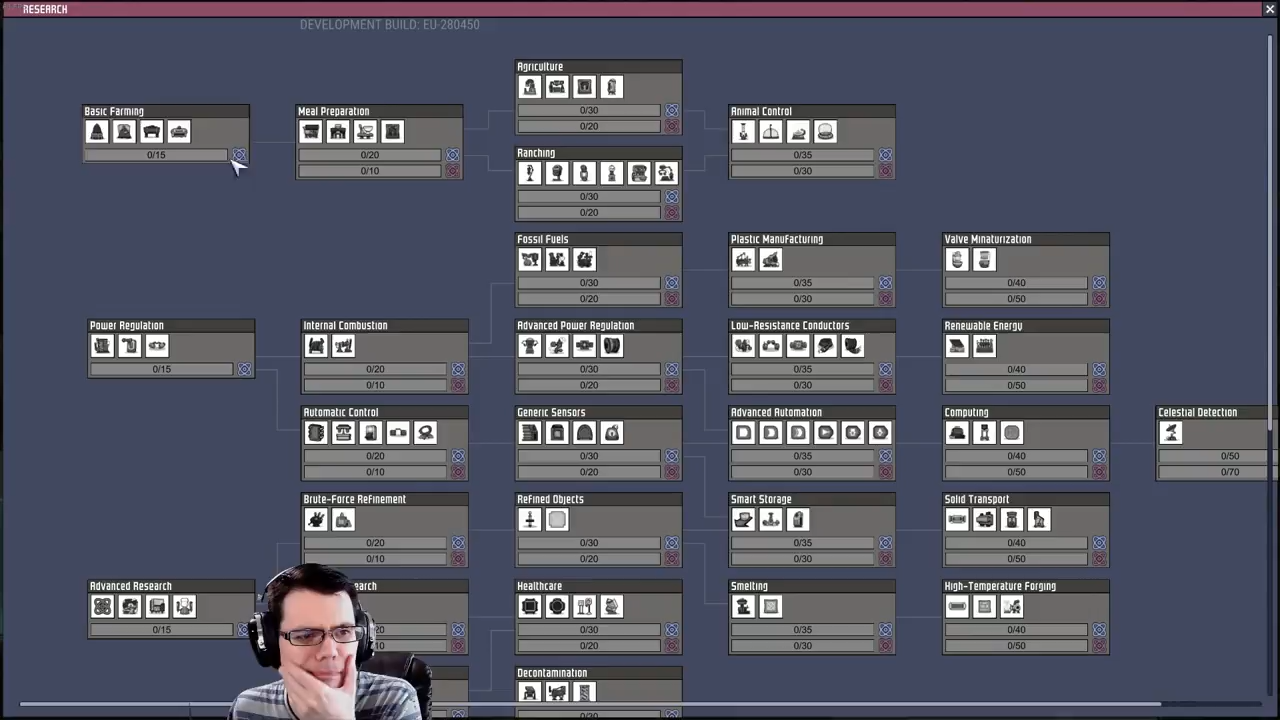 RESEARCH
DEVELOPMENT BUILD: EU-280450
Agriculture
0/30
0/20
Basic Farming
0/15
Meal Preparation
0/20
0/10
Animal Control
0/35
0/30
Ranching
0/30
0/20
Fossil Fuels
0/30
0/20
Plastic Manufacturing
0/35
0/30
Valve Minaturization
0/40
0/50
Power Regulation
0/15
Internal Combustion
0/20
0/10
Advanced Power Regulation
0/30
0/20
Low-Resistance Conductors
0/35
0/30
Renewable Energy
0/40
0/50
Automatic Control
0/20
0/10
Generic Sensors
0/30
0/20
Advanced Automation
0/35
0/30
Computing
0/40
0/50
Celestial Detection
0/50
0/70
Brute-Force Refinement
0/20
0/10
Refined Objects
0/30
0/20
Smart Storage
0/35
0/30
Solid Transport
0/40
0/50
Advanced Research
0/15
Healthcare
0/30
0/20
Smelting
0/35
0/30
High-Temperature Forging
0/40
0/50
Decontamination